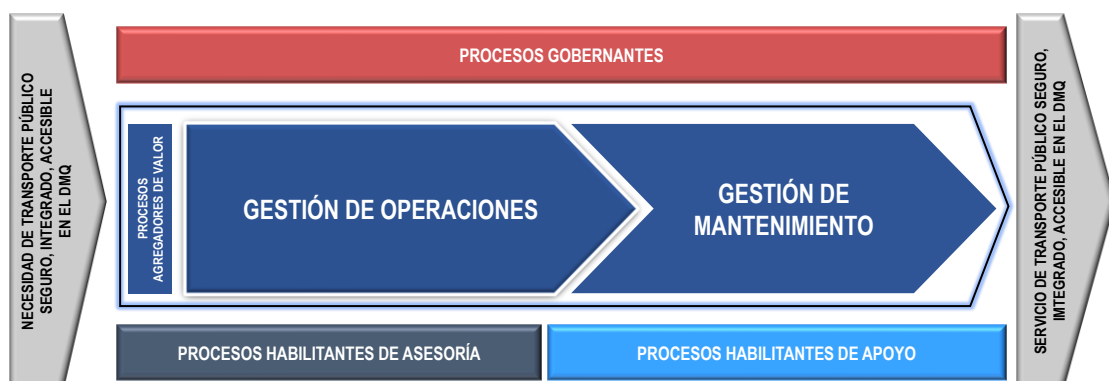 NECESIDAD DE TRANSPORTE PÚBLICO
SEGURO, INTEGRADO, ACCESIBLE
EN EL DMQ
PROCESOS GOBERNANTES
PROCESOS
AGREGADORES DE VALOR
GESTIÓN DE OPERACIONES
GESTIÓN DE
MANTENIMIENTO
PROCESOS HABILITANTES DE ASESORÍA
PROCESOS HABILITANTES DE APOYO
SERVICIO DE TRANSPORTE PÚBLICO SEGURO,
IMTEGRADO, ACCESIBLE EN EL DMQ